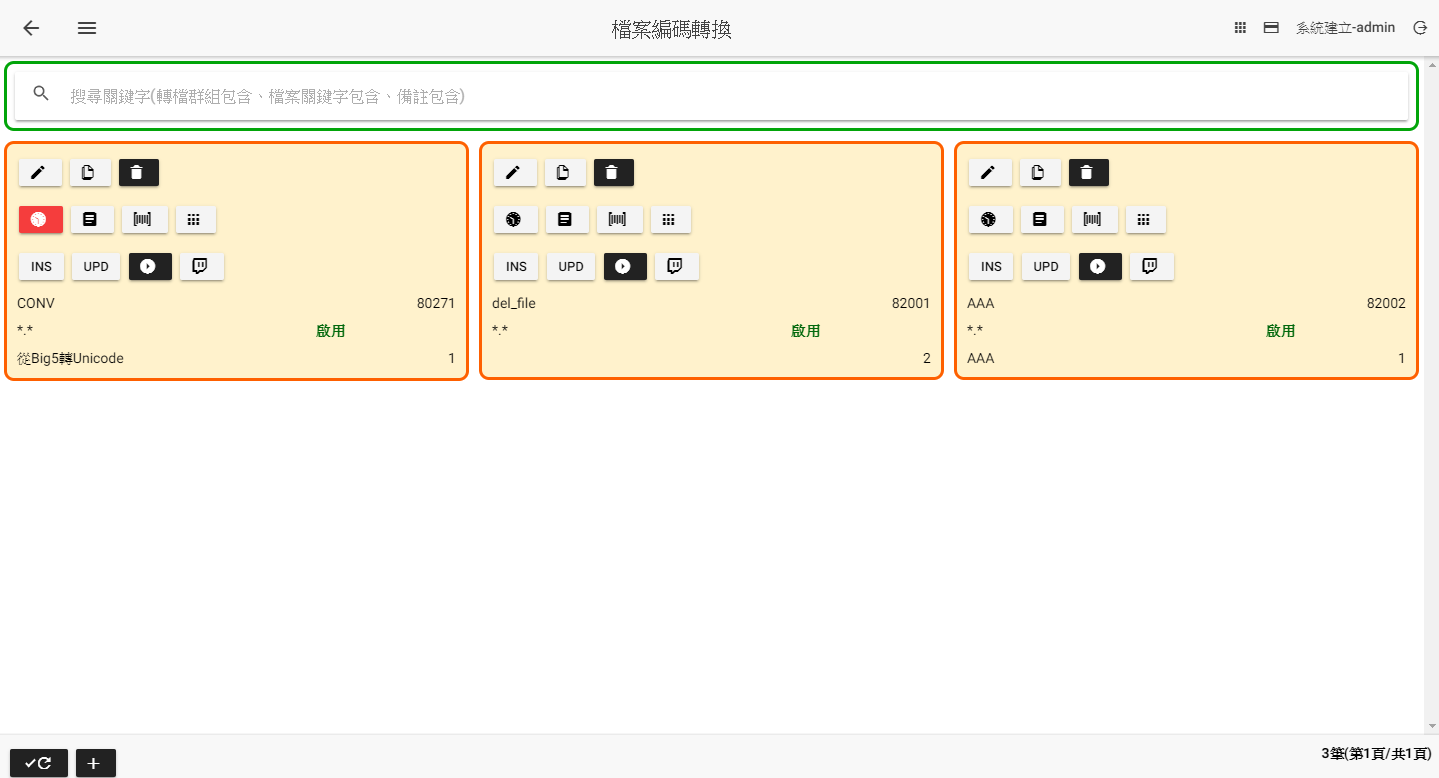 檔案編碼轉換
系統建立-admin
搜尋關鍵字(轉檔群組包含、檔案關鍵字包含、備註包含)
INS UPD
CONV 80271
*.* 啟用
從Big5轉Unicode 1
INS UPD
del_file 82001
*.* 啟用
2
INS UPD
AAA 82002
*.* 啟用
AAA 1
3筆(第1頁/共1頁)